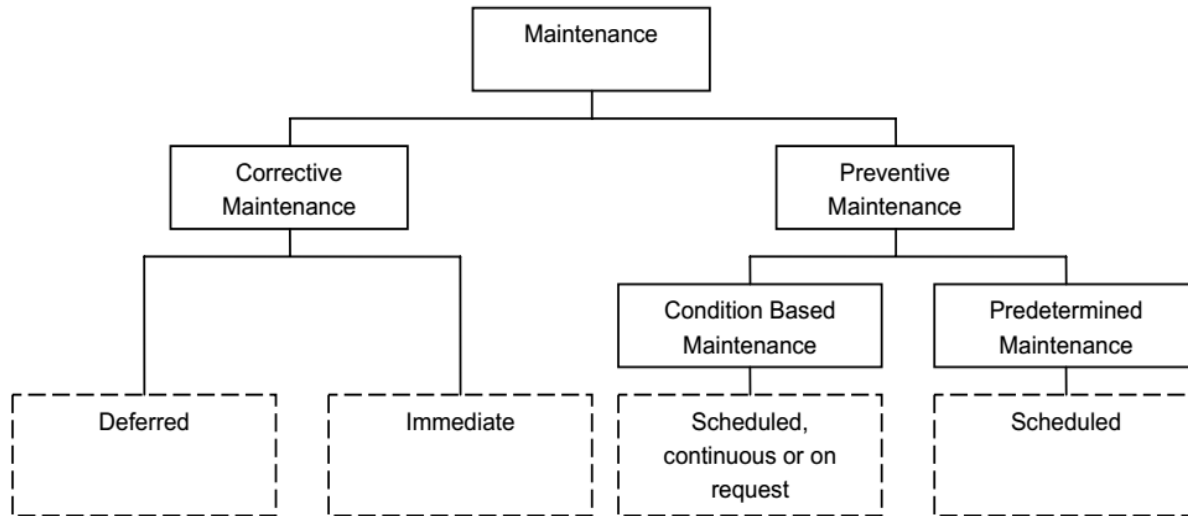 Maintenance
Corrective
Maintenance
Preventive
Maintenance
Condition Based
Maintenance
Predetermined
Maintenance
Deferred
Immediate
Scheduled,
continuous or on
request
Scheduled